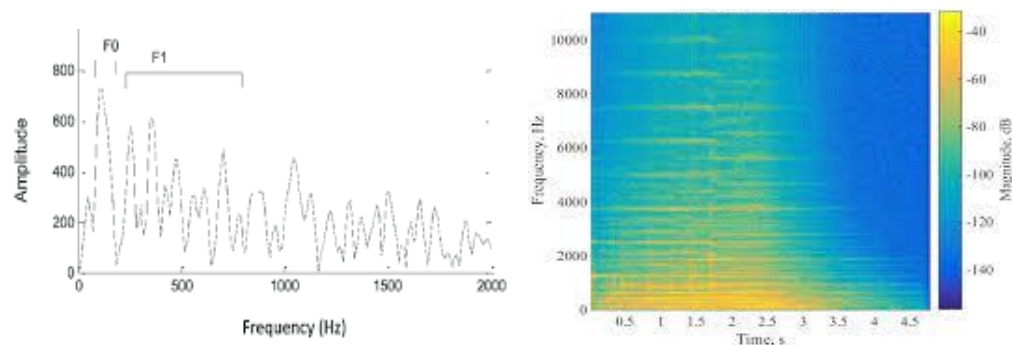 F0
F1
800
600
400
200
0
0 500 1000 1500 2000
Amplitude
Frequency (Hz)
10000
8000
6000
4000
2000
0
0.5 1 1.5 2 2.5 3 3.5 4 4.5
Frequency, Hz
Time, s
-40
-60
-80
-100
-120
-140
Magnitude, dB